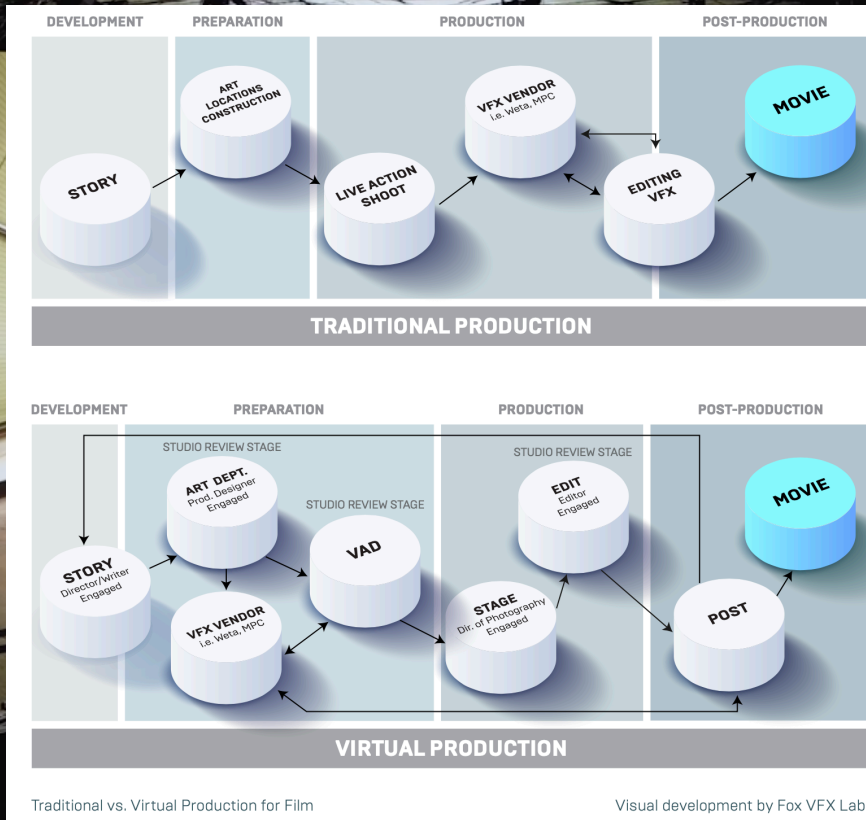 DEVELOPMENT
PREPARATION
PRODUCTION
POST-PRODUCTION
STORY
ART
LOCATIONS
CONSTRUCTION
LIVE ACTION
SHOOT
VFX VENDOR
i.e. Weta, MPC
EDITING
VFX
MOVIE
TRADITIONAL PRODUCTION
DEVELOPMENT
PREPARATION
PRODUCTION
POST-PRODUCTION
STORY
Director/Writer
Engaged
STUDIO REVIEW STAGE
ART DEPT.
Prod. Designer
Engaged
VFX VENDOR
i.e. Weta, MPC
STUDIO REVIEW STAGE
VAD
STAGE
Dir. of Photography
Engaged
STUDIO REVIEW STAGE
EDIT
Editor
Engaged
POST
MOVIE
VIRTUAL PRODUCTION
Traditional vs. Virtual Production for Film
Visual development by Fox VFX Lab